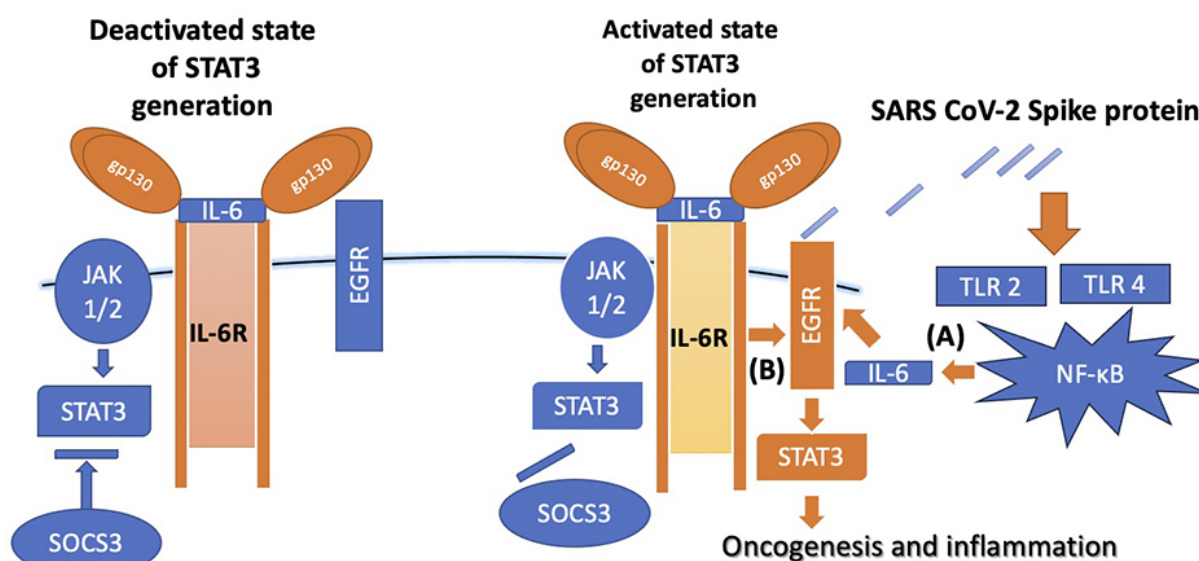 Deactivated state
of STAT3
generation
gp130
gp130
IL-6
JAK
1/2
IL-6R
EGFR
STAT3
SOCS3
Activated state
of STAT3
generation
gp130
gp130
IL-6
JAK
1/2
IL-6R
(B)
EGFR
STAT3
SOCS3
STAT3
Oncogenesis and inflammation
SARS CoV-2 Spike protein
TLR 2
TLR 4
(A)
IL-6
NF-κB